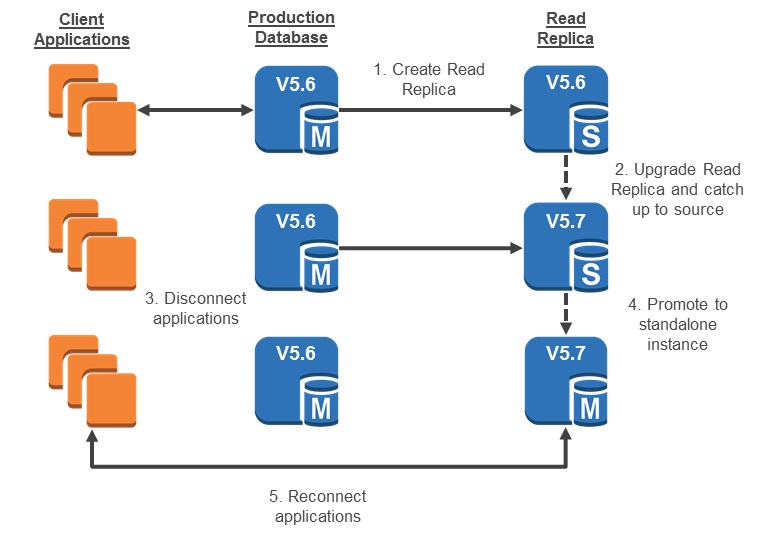 Client
Applications
Production
Database
Read
Replica
V5.6
M
1. Create Read
Replica
V5.6
S
2. Upgrade Read
Replica and catch
up to source
V5.6
M
V5.7
S
3. Disconnect
applications
4. Promote to
standalone
instance
V5.6
M
V5.7
M
5. Reconnect
applications